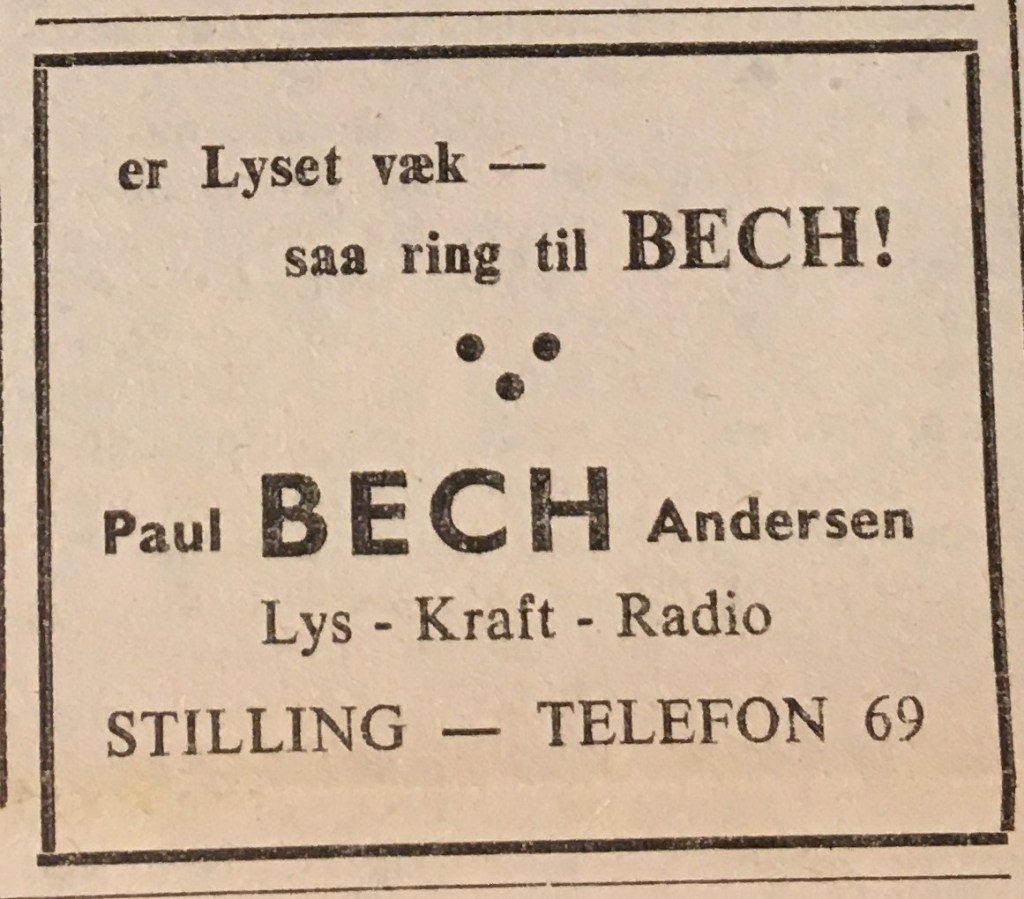 er Lyset væk —
saa ring til BECH!
Paul BECH Andersen
Lys - Kraft - Radio
STILLING — TELEFON 69